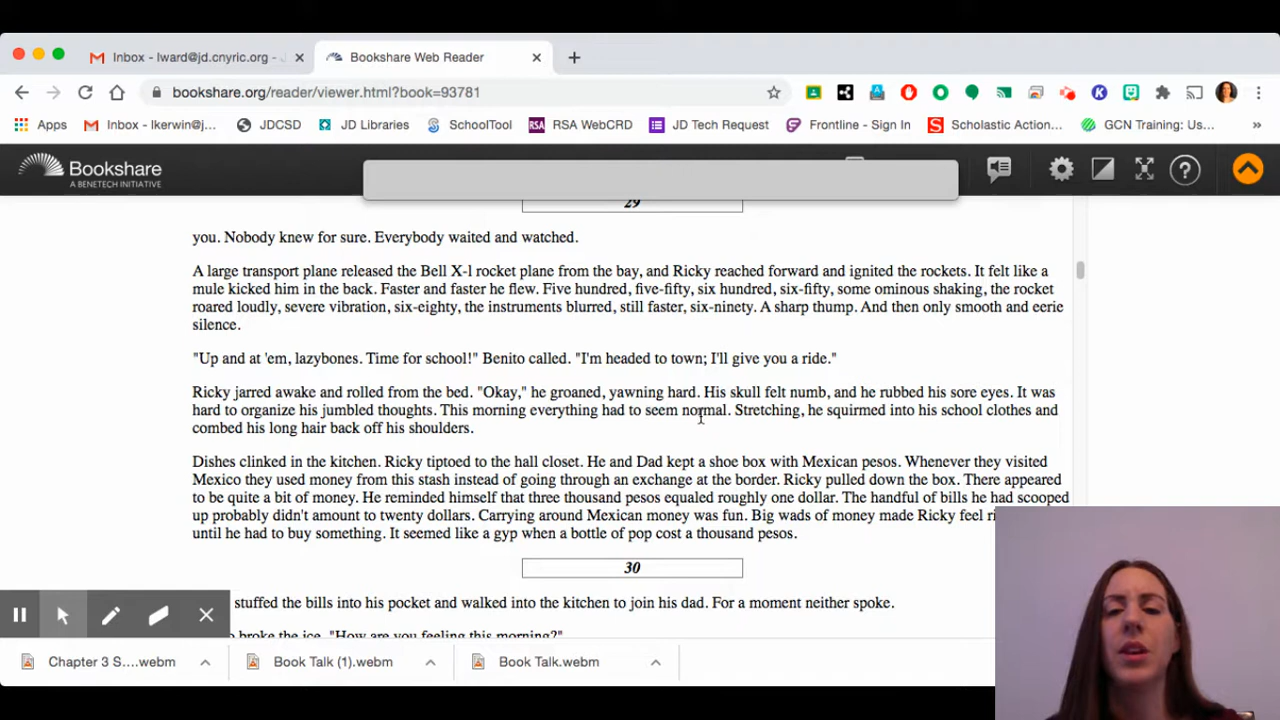 Inbox - lward@jd.cnyric.org - J
Bookshare Web Reader
bookshare.org/reader/viewer.html?book=93781
Apps
Inbox - lkerwin@j...
JDCSD
JD Libraries
SchoolTool
RSA WebCRD
JD Tech Request
Frontline - Sign In
Scholastic Action...
GCN Training: Us...
Bookshare
A BENETECH INITIATIVE
29
you. Nobody knew for sure. Everybody waited and watched.
A large transport plane released the Bell X-l rocket plane from the bay, and Ricky reached forward and ignited the rockets. It felt like a
mule kicked him in the back. Faster and faster he flew. Five hundred, five-fifty, six hundred, six-fifty, some ominous shaking, the rocket
roared loudly, severe vibration, six-eighty, the instruments blurred, still faster, six-ninety. A sharp thump. And then only smooth and eerie
silence.
"Up and at 'em, lazybones. Time for school!" Benito called. "I'm headed to town; I'll give you a ride."
Ricky jarred awake and rolled from the bed. "Okay," he groaned, yawning hard. His skull felt numb, and he rubbed his sore eyes. It was
hard to organize his jumbled thoughts. This morning everything had to seem normal. Stretching, he squirmed into his school clothes and
combed his long hair back off his shoulders.
Dishes clinked in the kitchen. Ricky tiptoed to the hall closet. He and Dad kept a shoe box with Mexican pesos. Whenever they visited
Mexico they used money from this stash instead of going through an exchange at the border. Ricky pulled down the box. There appeared
to be quite a bit of money. He reminded himself that three thousand pesos equaled roughly one dollar. The handful of bills he had scooped
up probably didn't amount to twenty dollars. Carrying around Mexican money was fun. Big wads of money made Ricky feel
until he had to buy something. It seemed like a gyp when a bottle of pop cost a thousand pesos.
30
stuffed the bills into his pocket and walked into the kitchen to join his dad. For a moment neither spoke.
broke the ice. "How are you feeling this morning?"
Chapter 3 S....webm
Book Talk (1).webm
Book Talk.webm